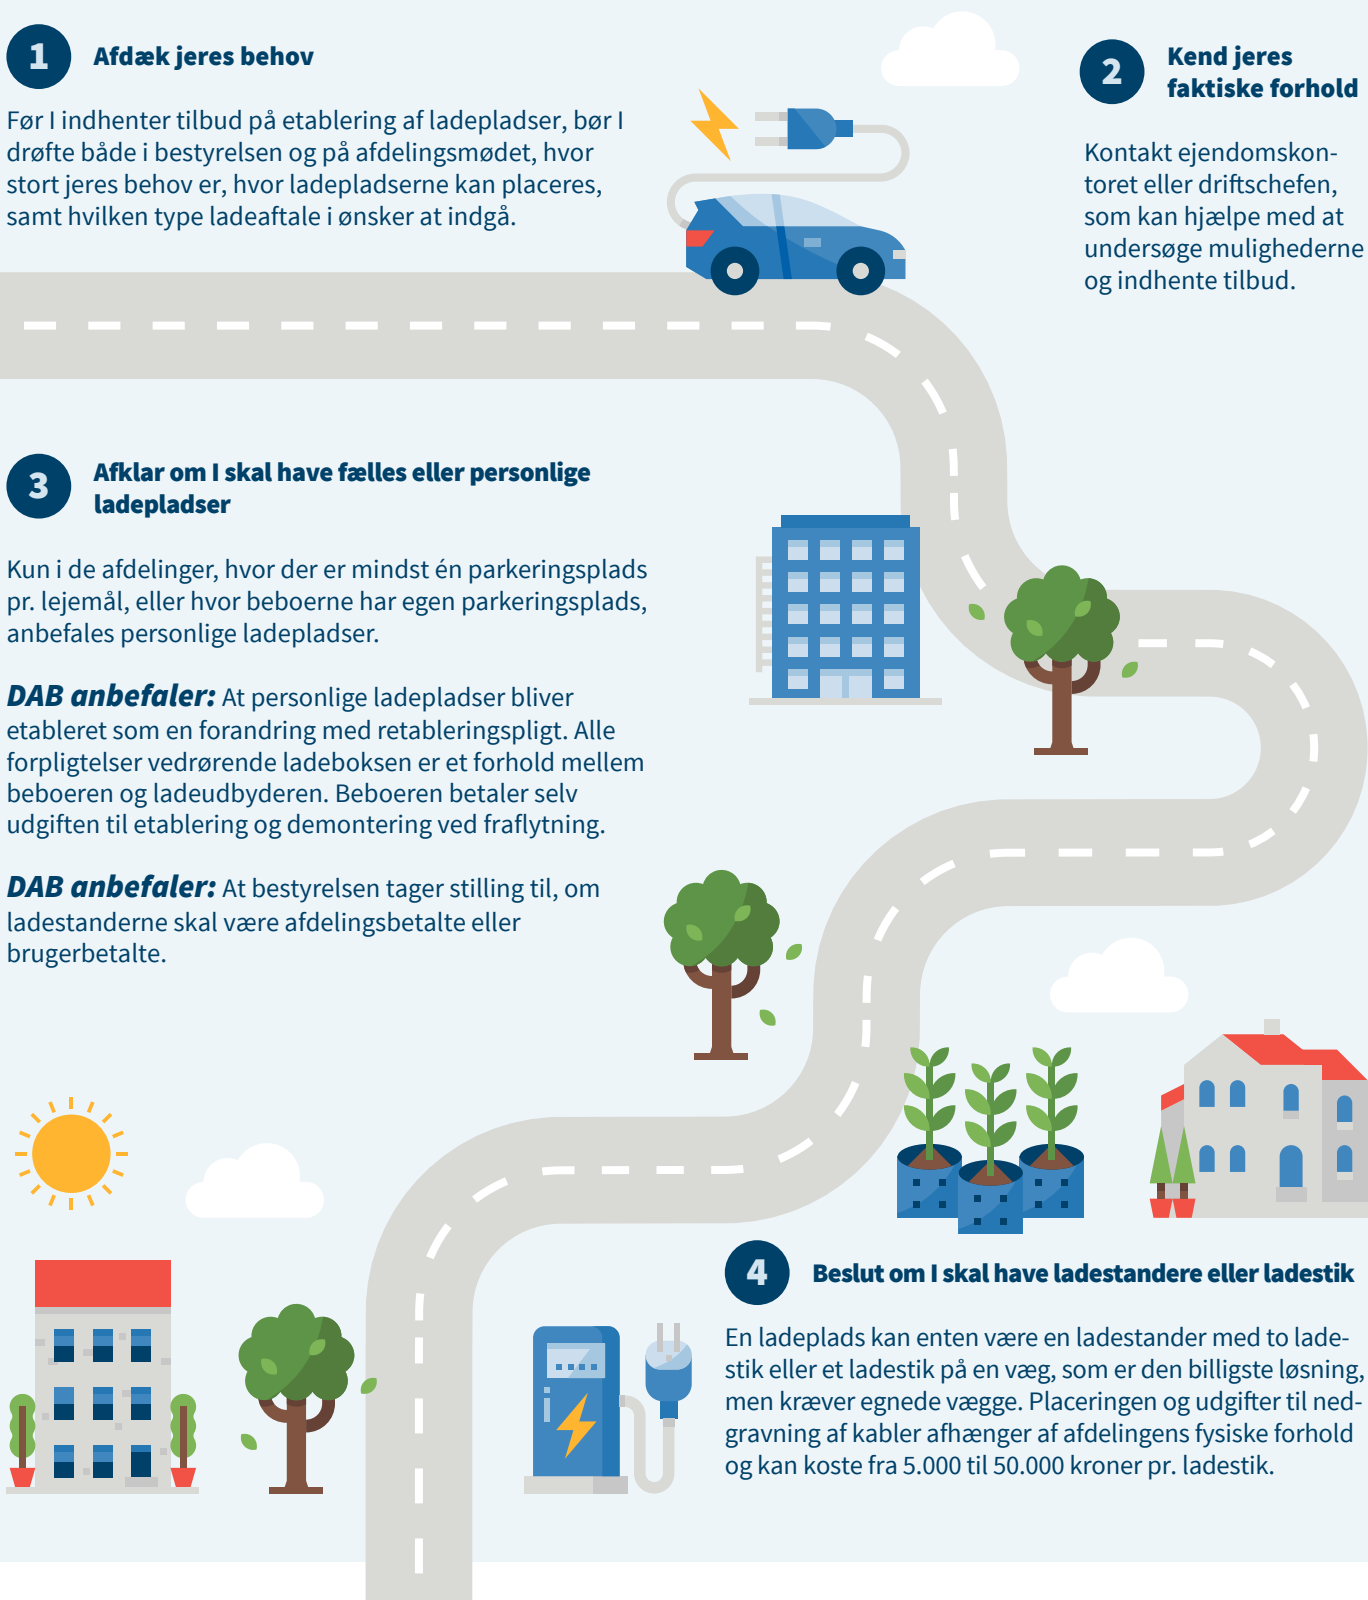 1
Afdæk jeres behov
Før I indhenter tilbud på etablering af ladepladser, bør I
drøfte både i bestyrelsen og på afdelingsmødet, hvor
stort jeres behov er, hvor ladepladserne kan placeres,
samt hvilken type ladeaftale i ønsker at indgå.
2
Kend jeres
faktiske forhold
Kontakt ejendomskon-
toret eller driftschefen,
som kan hjælpe med at
undersøge mulighederne
og indhente tilbud.
3
Afklar om I skal have fælles eller personlige
ladepladser
Kun i de afdelinger, hvor der er mindst én parkeringsplads
pr. lejemål, eller hvor beboerne har egen parkeringsplads,
anbefales personlige ladepladser.
DAB anbefaler: At personlige ladepladser bliver
etableret som en forandring med retableringspligt. Alle
forpligtelser vedrørende ladeboksen er et forhold mellem
beboeren og ladeudbyderen. Beboeren betaler selv
udgiften til etablering og demontering ved fraflytning.
DAB anbefaler: At bestyrelsen tager stilling til, om
ladestanderne skal være afdelingsbetalte eller
brugerbetalte.
4
Beslut om I skal have ladestandere eller ladestik
En ladeplads kan enten være en ladestander med to lade-
stik eller et ladestik på en væg, som er den billigste løsning,
men kræver egnede vægge. Placeringen og udgifter til ned-
gravning af kabler afhænger af afdelingens fysiske forhold
og kan koste fra 5.000 til 50.000 kroner pr. ladestik.